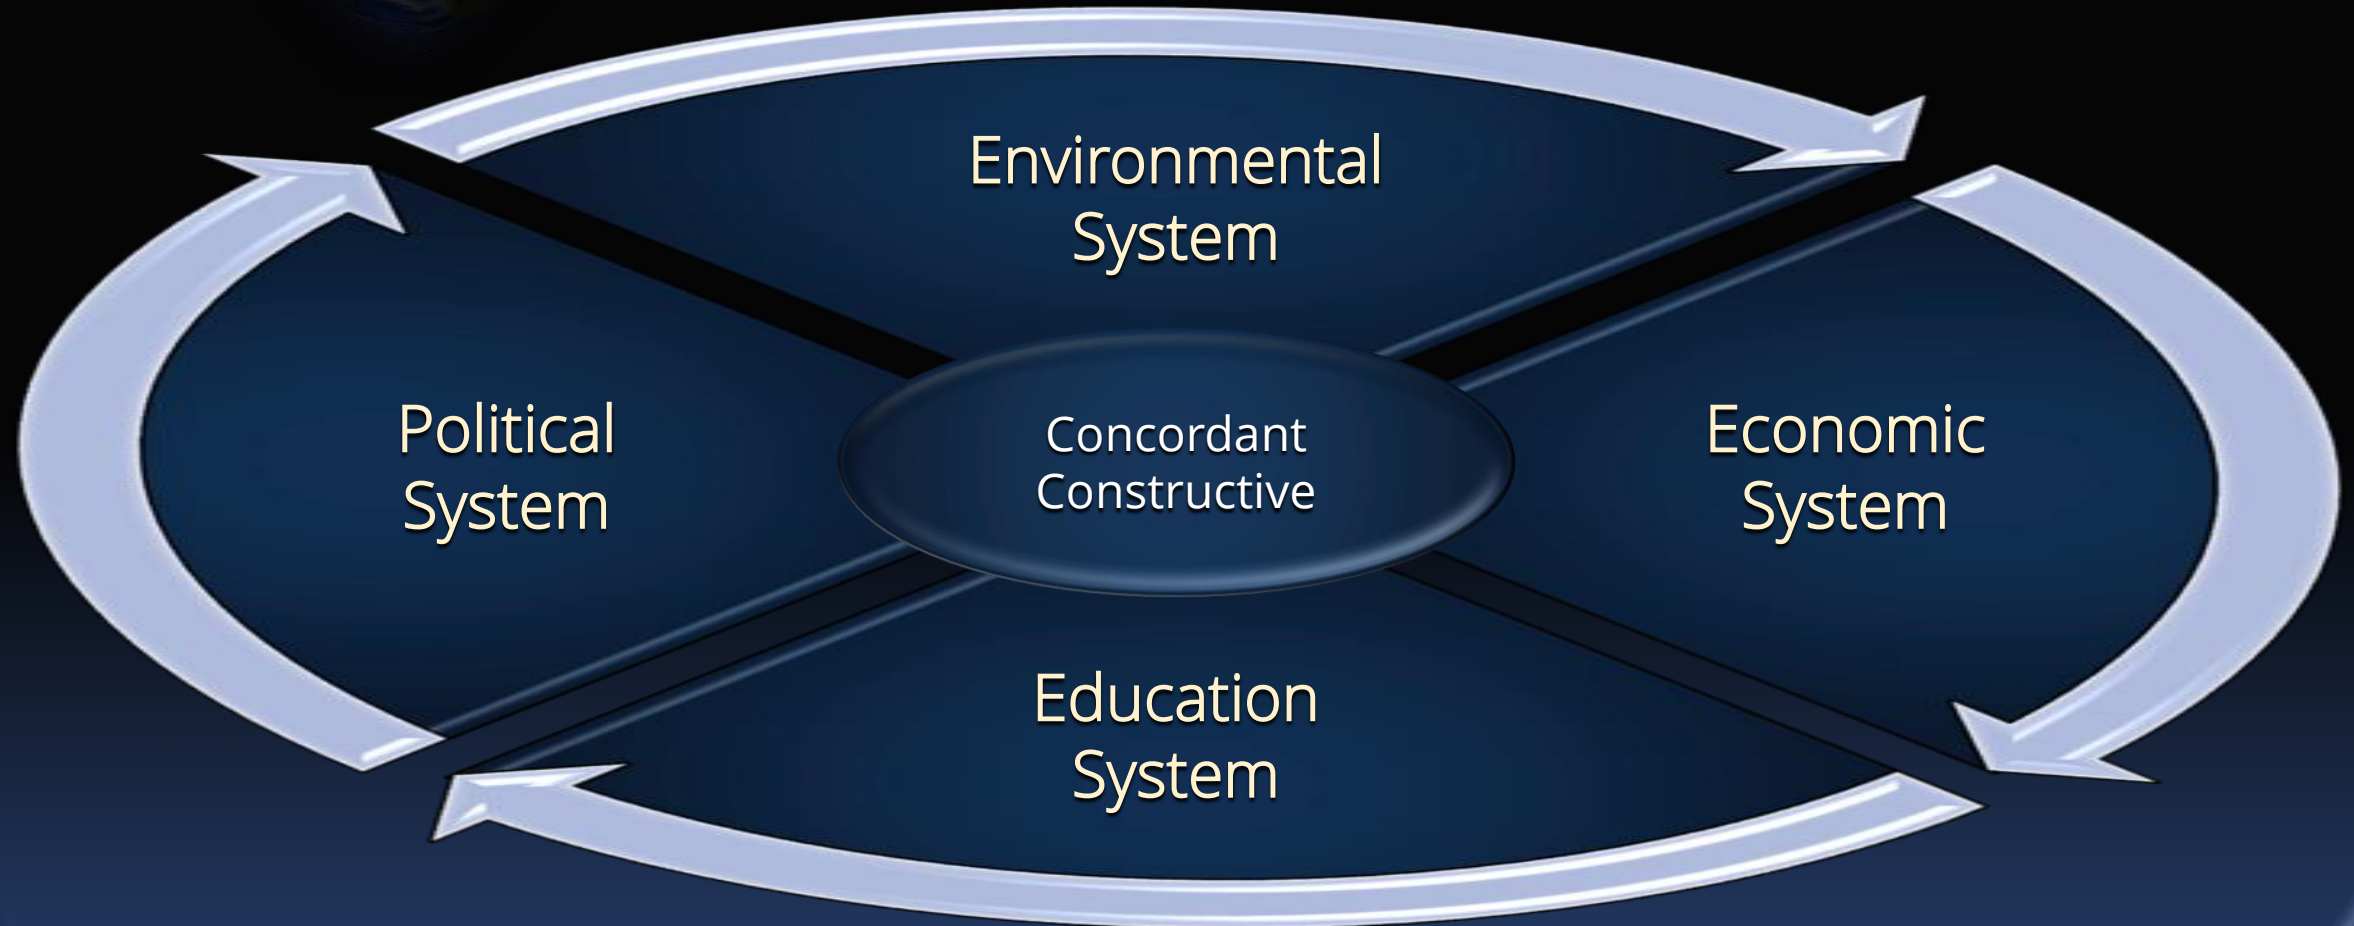 Environmental
System
Political
System
Concordant
Constructive
Economic
System
Education
System